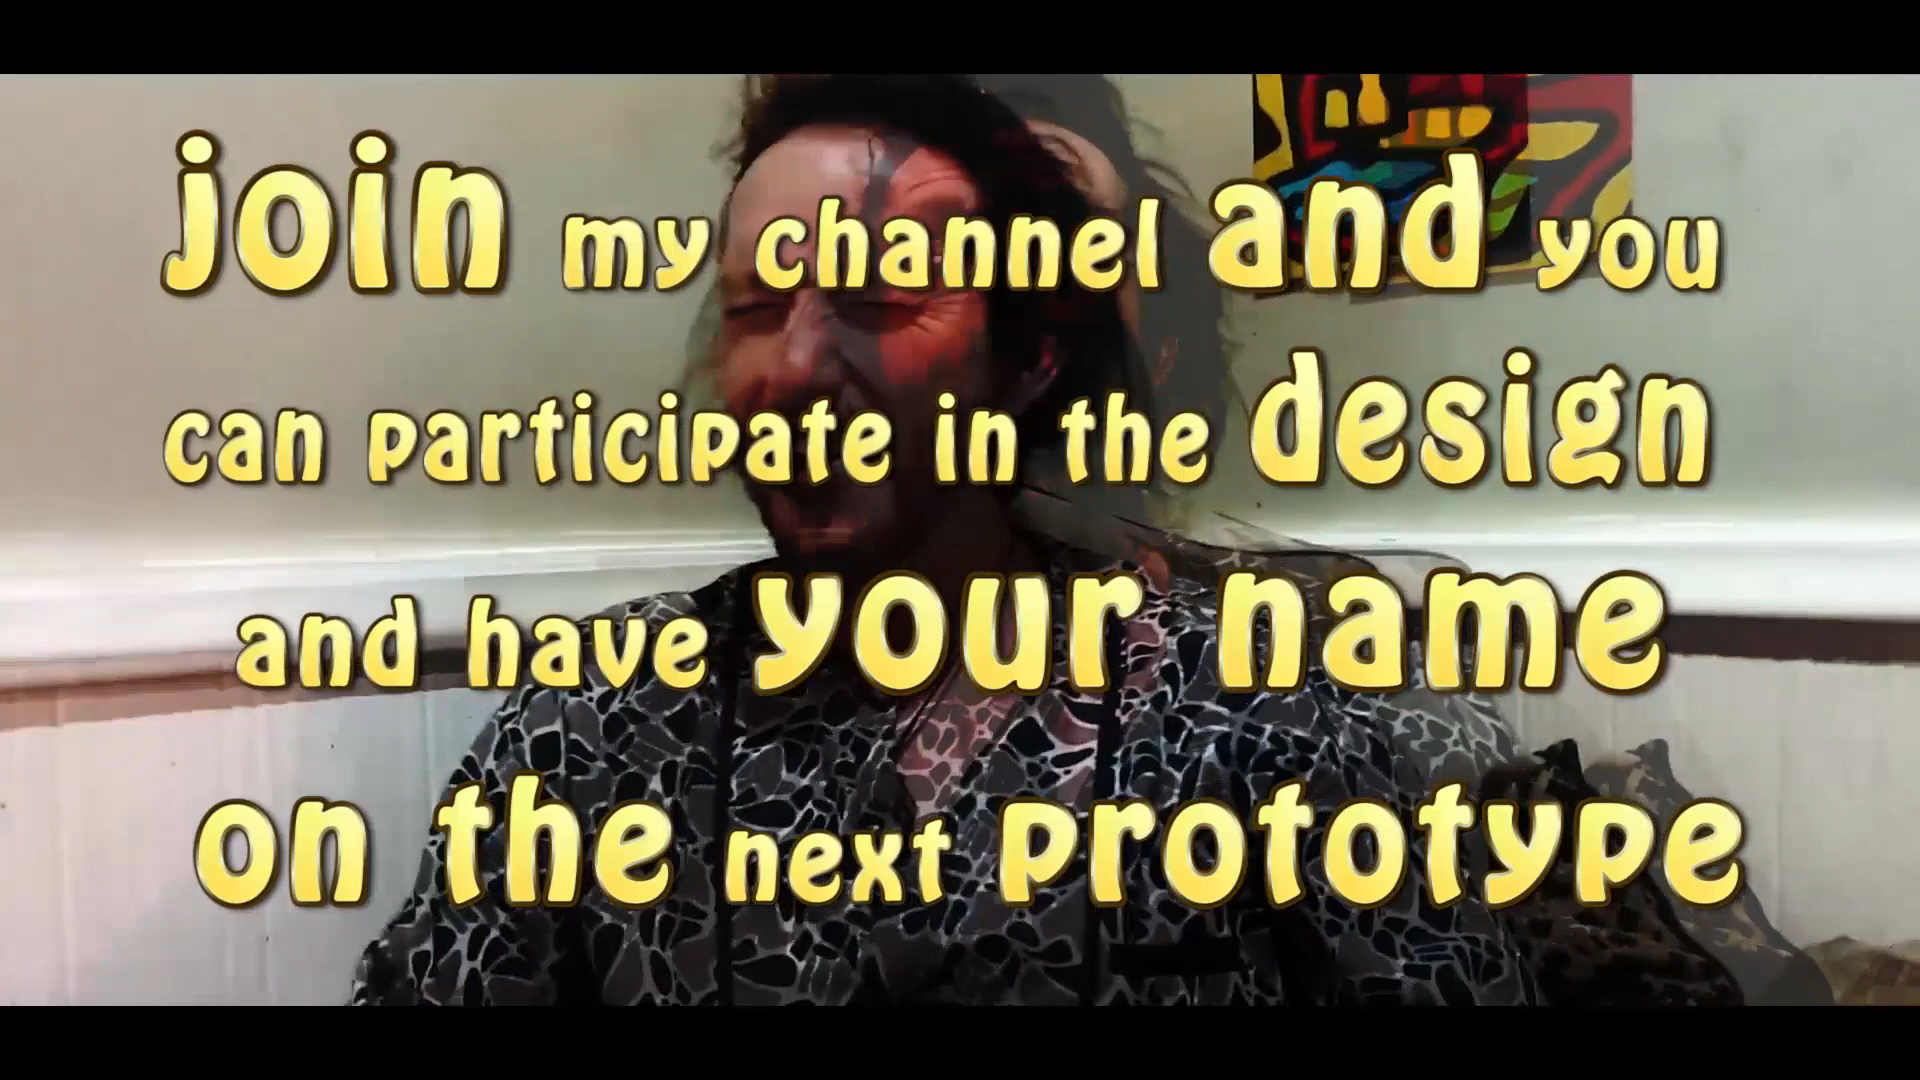 join my channel and you
can participate in the design
and have your name
on the next prototype